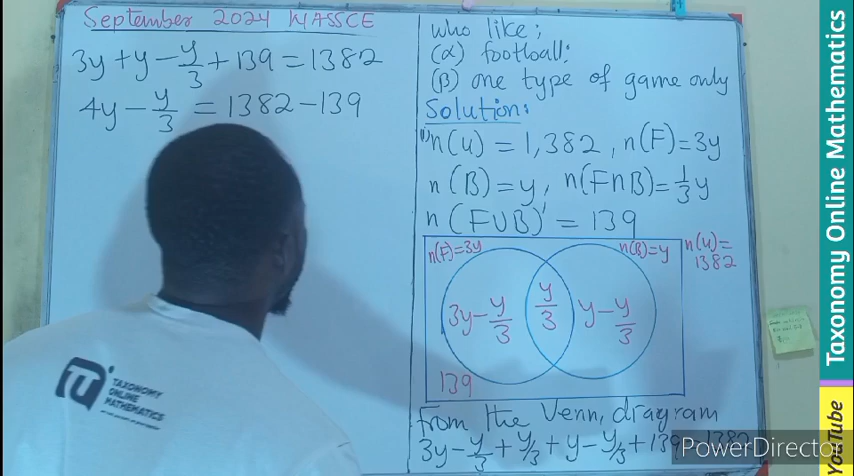 September 2024 WASSCE
3y + y - y/3 + 139 = 1382
4y - y/3 = 1382 - 139
who like;
(α) football;
(β) one type of game only
Solution:
n(U) = 1,382, n(F) = 3y
n(B) = y, n(F∩B) = 1/3 y
n(F∪B)' = 139
n(F)=3y
n(B)=y
n(U)=
1382
3y - y/3
y/3
y - y/3
139
from the Venn, dragram
3y - y/3 + y/3 + y - y/3 + 139 = 1382
PowerDirector
TAXONOMY
ONLINE
MATHEMATICS
Taxonomy Online Mathematics
YouTube